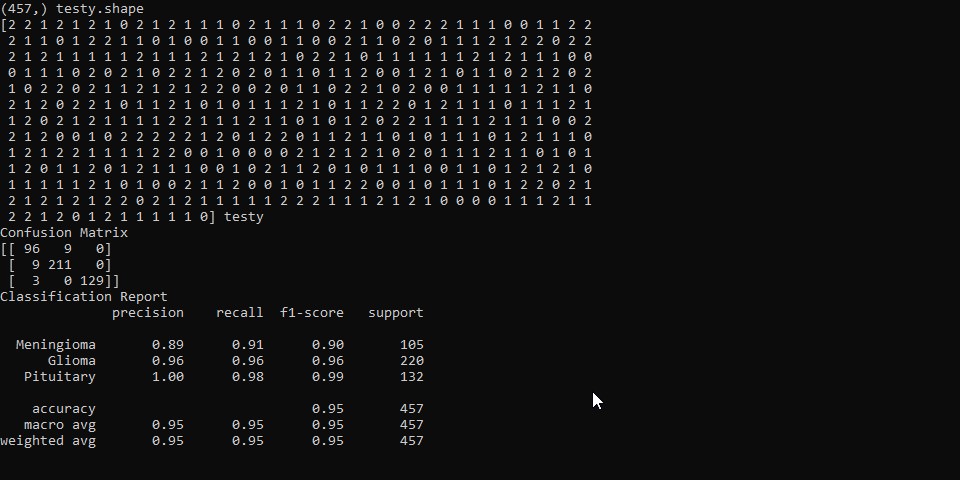 (457,) testy.shape
[2 2 1 2 1 2 1 0 2 1 2 1 1 1 0 2 1 1 1 0 2 2 1 0 0 2 2 2 1 1 1 0 0 1 1 2 2
2 1 1 0 1 2 2 1 1 0 1 0 0 1 1 0 0 1 1 0 0 2 1 1 0 2 0 1 1 1 2 1 2 2 0 2 2
2 1 2 1 1 1 1 1 2 1 1 1 2 1 2 1 2 1 0 2 2 1 0 1 1 1 1 1 1 2 1 2 1 1 1 0 0
0 1 1 1 0 2 0 2 1 0 2 2 1 2 0 2 0 1 1 0 1 1 2 0 0 1 2 1 0 1 1 0 2 1 2 0 2
1 0 2 2 0 2 1 1 2 1 2 1 2 2 0 0 2 0 1 1 0 2 2 1 0 2 0 0 1 1 1 1 1 2 1 1 0
2 1 2 0 2 2 1 0 1 1 2 1 0 1 0 1 1 1 2 1 0 1 1 2 2 0 1 2 1 1 1 0 1 1 1 2 1
1 2 0 2 1 2 1 1 1 1 1 2 2 1 1 1 2 1 1 0 1 0 1 2 0 2 2 1 1 1 1 2 1 1 1 0 0 2
2 1 2 0 0 1 0 2 2 2 2 2 1 2 0 1 2 2 0 1 1 2 1 1 0 1 0 1 1 1 0 1 2 1 1 1 0
1 2 1 2 2 1 1 1 1 2 2 0 0 1 0 0 0 0 2 1 2 1 2 1 0 2 0 1 1 1 2 1 1 0 1 0 1
1 2 0 1 1 2 0 1 2 1 1 1 0 0 1 0 2 1 1 2 0 1 0 1 1 1 0 0 1 1 0 1 2 1 2 1 0
1 1 1 1 1 2 1 0 1 0 0 2 1 1 2 0 0 1 0 1 1 2 2 0 0 1 0 1 1 1 0 1 2 2 0 2 1
2 1 2 1 2 1 2 2 0 2 1 2 1 1 1 1 1 2 2 2 1 1 1 2 1 2 1 0 0 0 0 1 1 1 2 1 1
2 2 1 2 0 1 2 1 1 1 1 1 0] testy
Confusion Matrix
[[ 96 9 0]
[ 9 211 0]
[ 3 0 129]]
Classification Report
precision recall f1-score support
Meningioma 0.89 0.91 0.90 105
Glioma 0.96 0.96 0.96 220
Pituitary 1.00 0.98 0.99 132
accuracy 0.95 457
macro avg 0.95 0.95 0.95 457
weighted avg 0.95 0.95 0.95 457